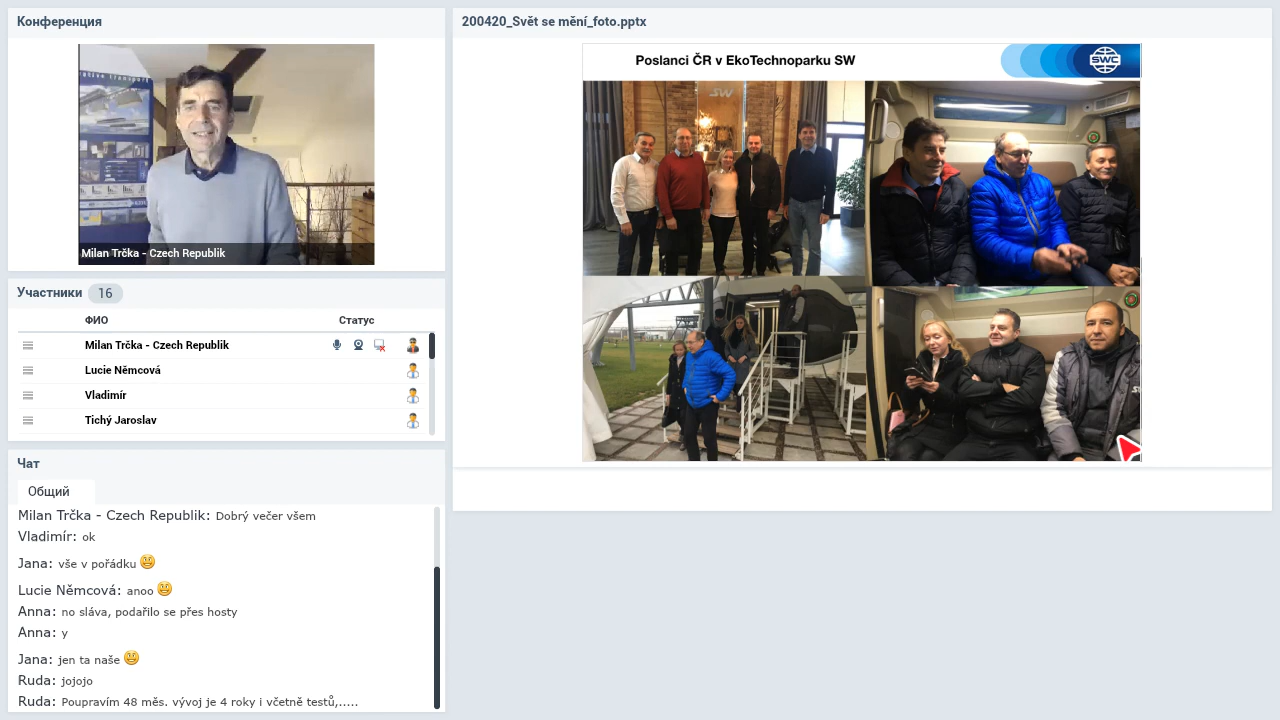 Конференция
Milan Trčka - Czech Republik
Участники 16
ФИО Статус
Milan Trčka - Czech Republik
Lucie Němcová
Vladimír
Tichý Jaroslav
Чат
Общий
Milan Trčka - Czech Republik: Dobrý večer všem
Vladimír: ok
Jana: vše v pořádku
Lucie Němcová: anoo
Anna: no sláva, podařilo se přes hosty
Anna: y
Jana: jen ta naše
Ruda: jojojo
Ruda: Poupravím 48 měs. vývoj je 4 roky i včetně testů,.....
200420_Svět se mění_foto.pptx
Poslanci ČR v EkoTechnoparku SW
SWC
SW